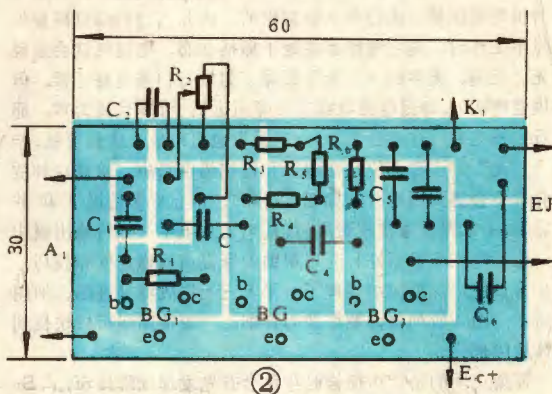 60
R₂
C₂
K₁
30
R₃
R₆
R₅
C₅
EJ
C₁
C
R₄
A₁
C₄
R₁
b
c
b
c
b
c
BG₁
BG
BG₃
C₆
e
e
e
Ec+
②